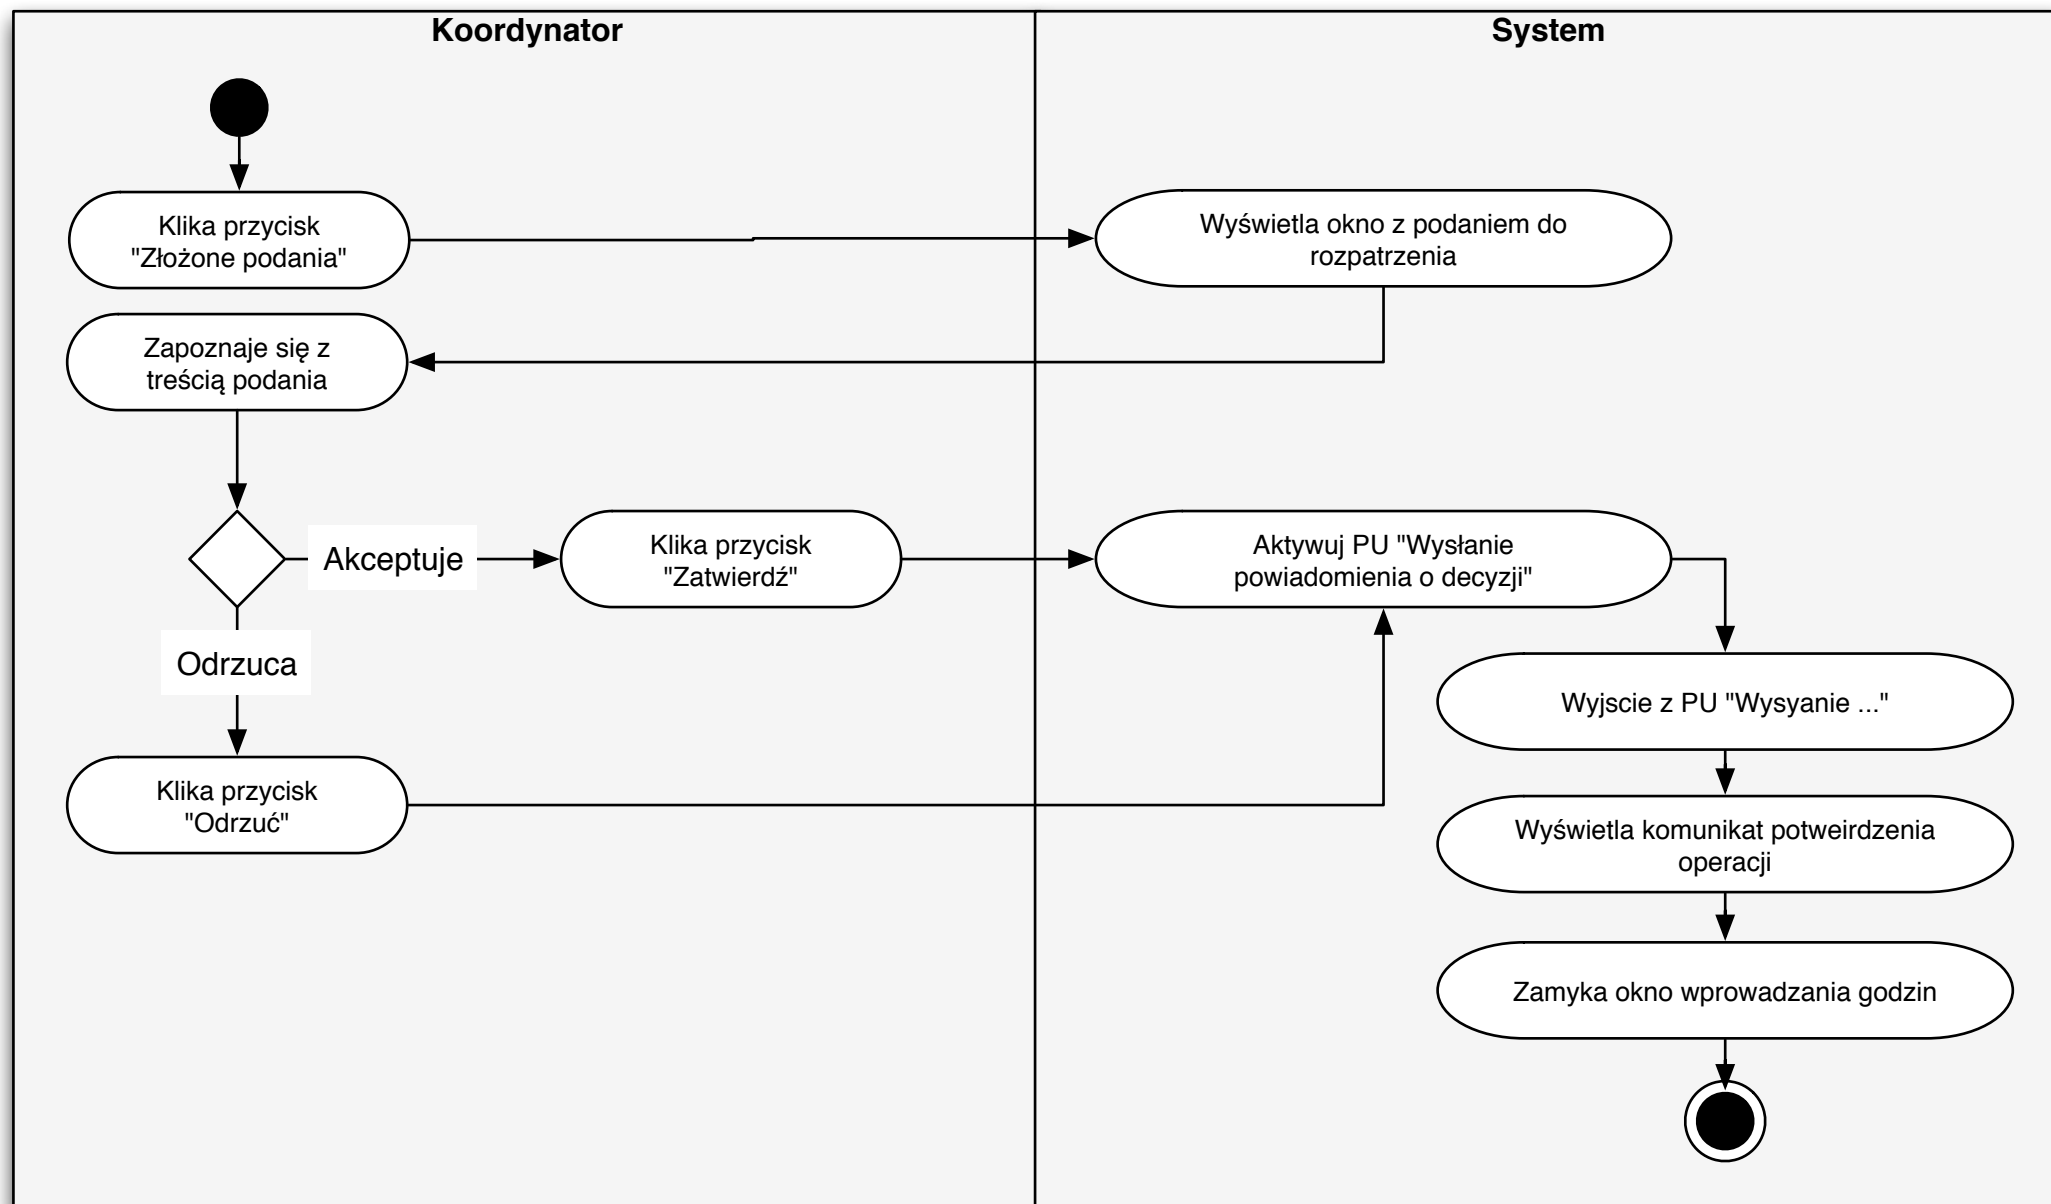 Koordynator
System
Klika przycisk
"Złożone podania"
Wyświetla okno z podaniem do
rozpatrzenia
Zapoznaje się z
treścią podania
Akceptuje
Klika przycisk
"Zatwierdź"
Aktywuj PU "Wysłanie
powiadomienia o decyzji"
Odrzuca
Wyjscie z PU "Wysyanie ..."
Klika przycisk
"Odrzuć"
Wyświetla komunikat potweirdzenia
operacji
Zamyka okno wprowadzania godzin